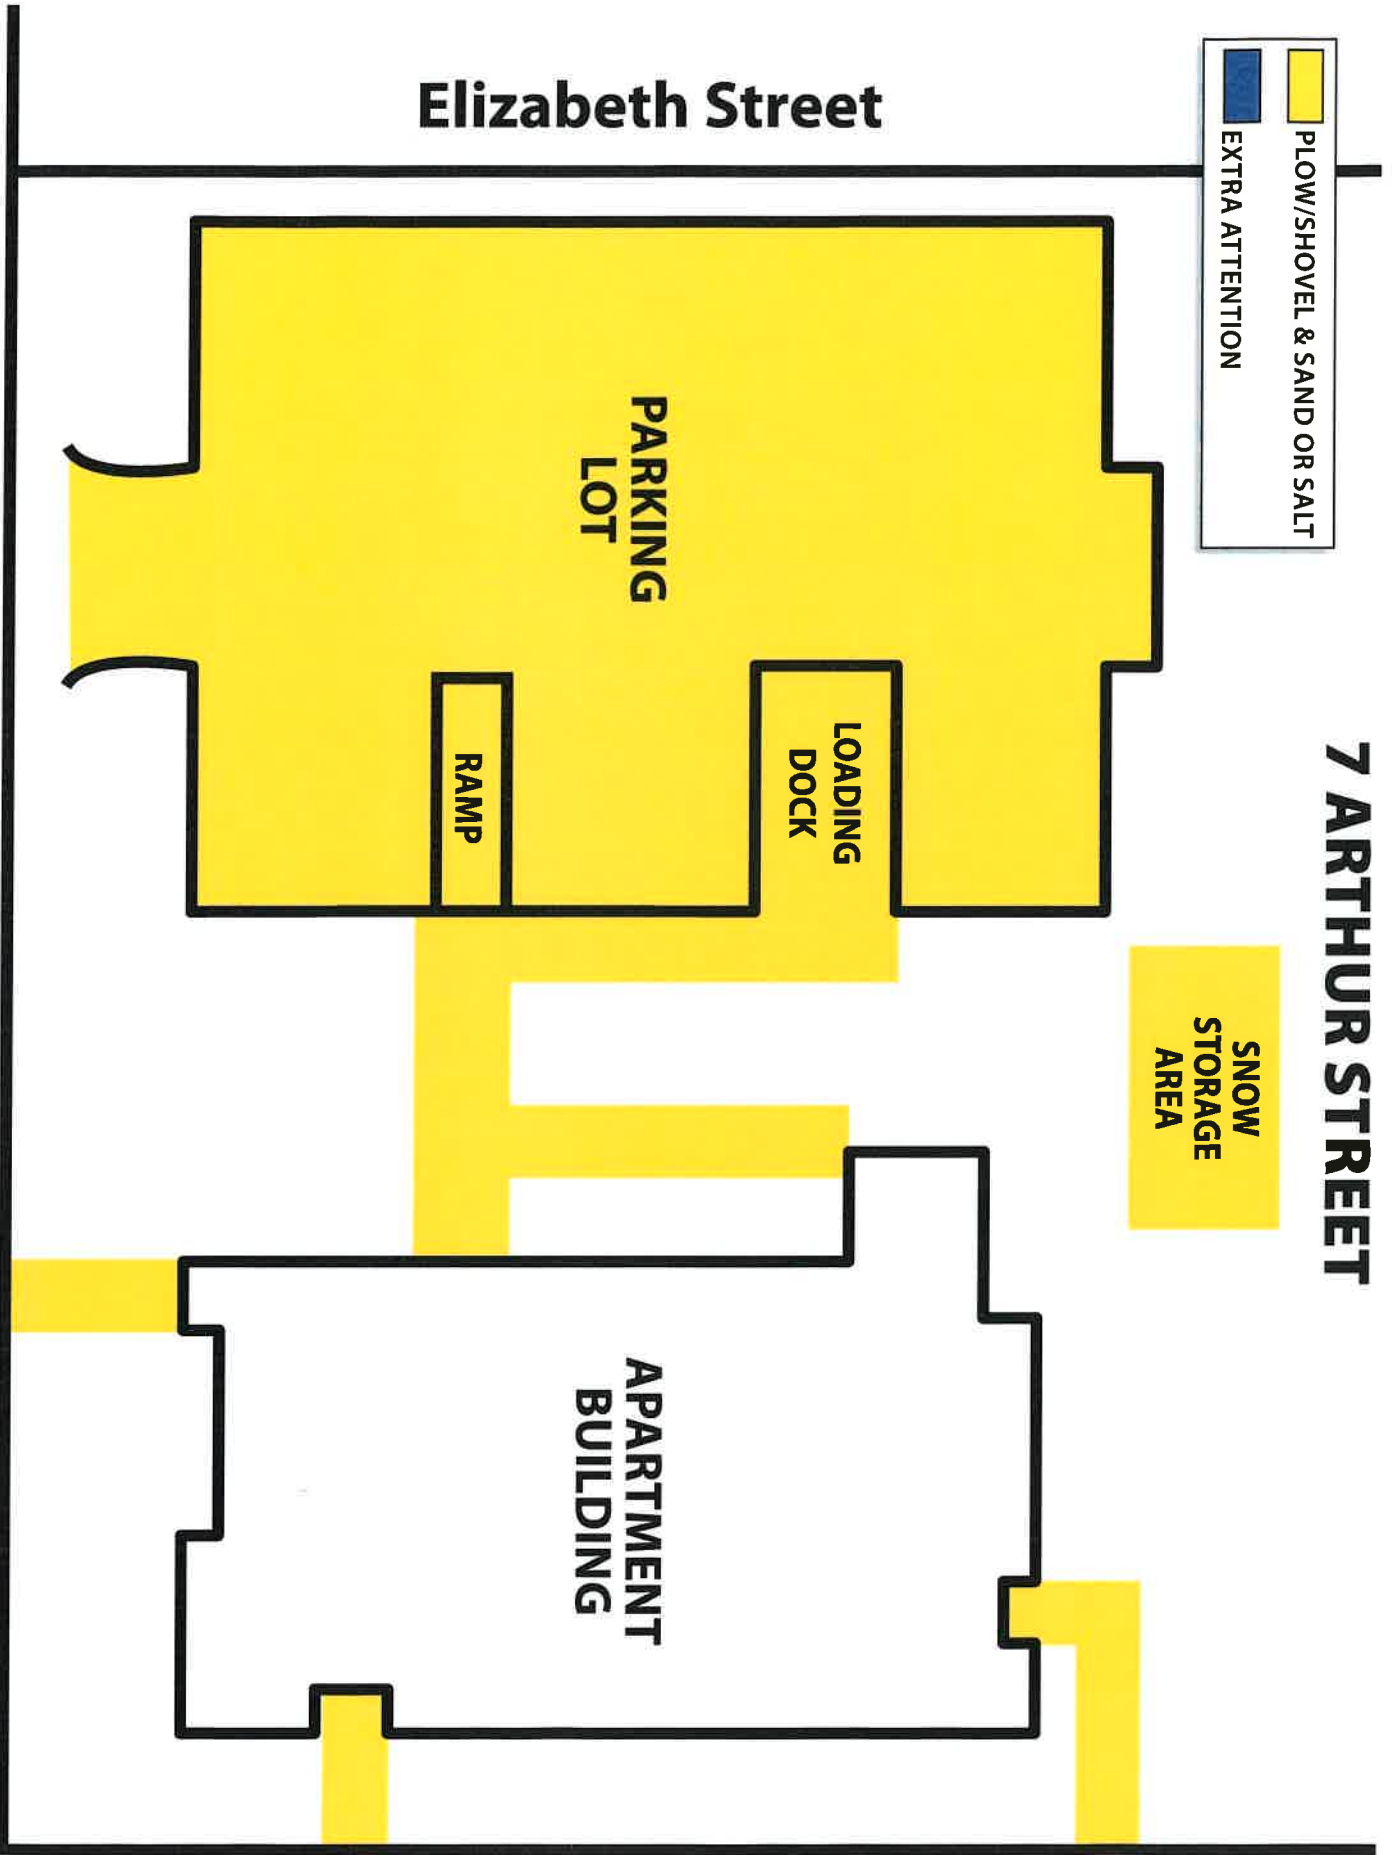 7 ARTHUR STREET
PLOW/SHOVEL & SAND OR SALT
EXTRA ATTENTION
Elizabeth Street
SNOW
STORAGE
AREA
LOADING
DOCK
PARKING
LOT
RAMP
APARTMENT
BUILDING